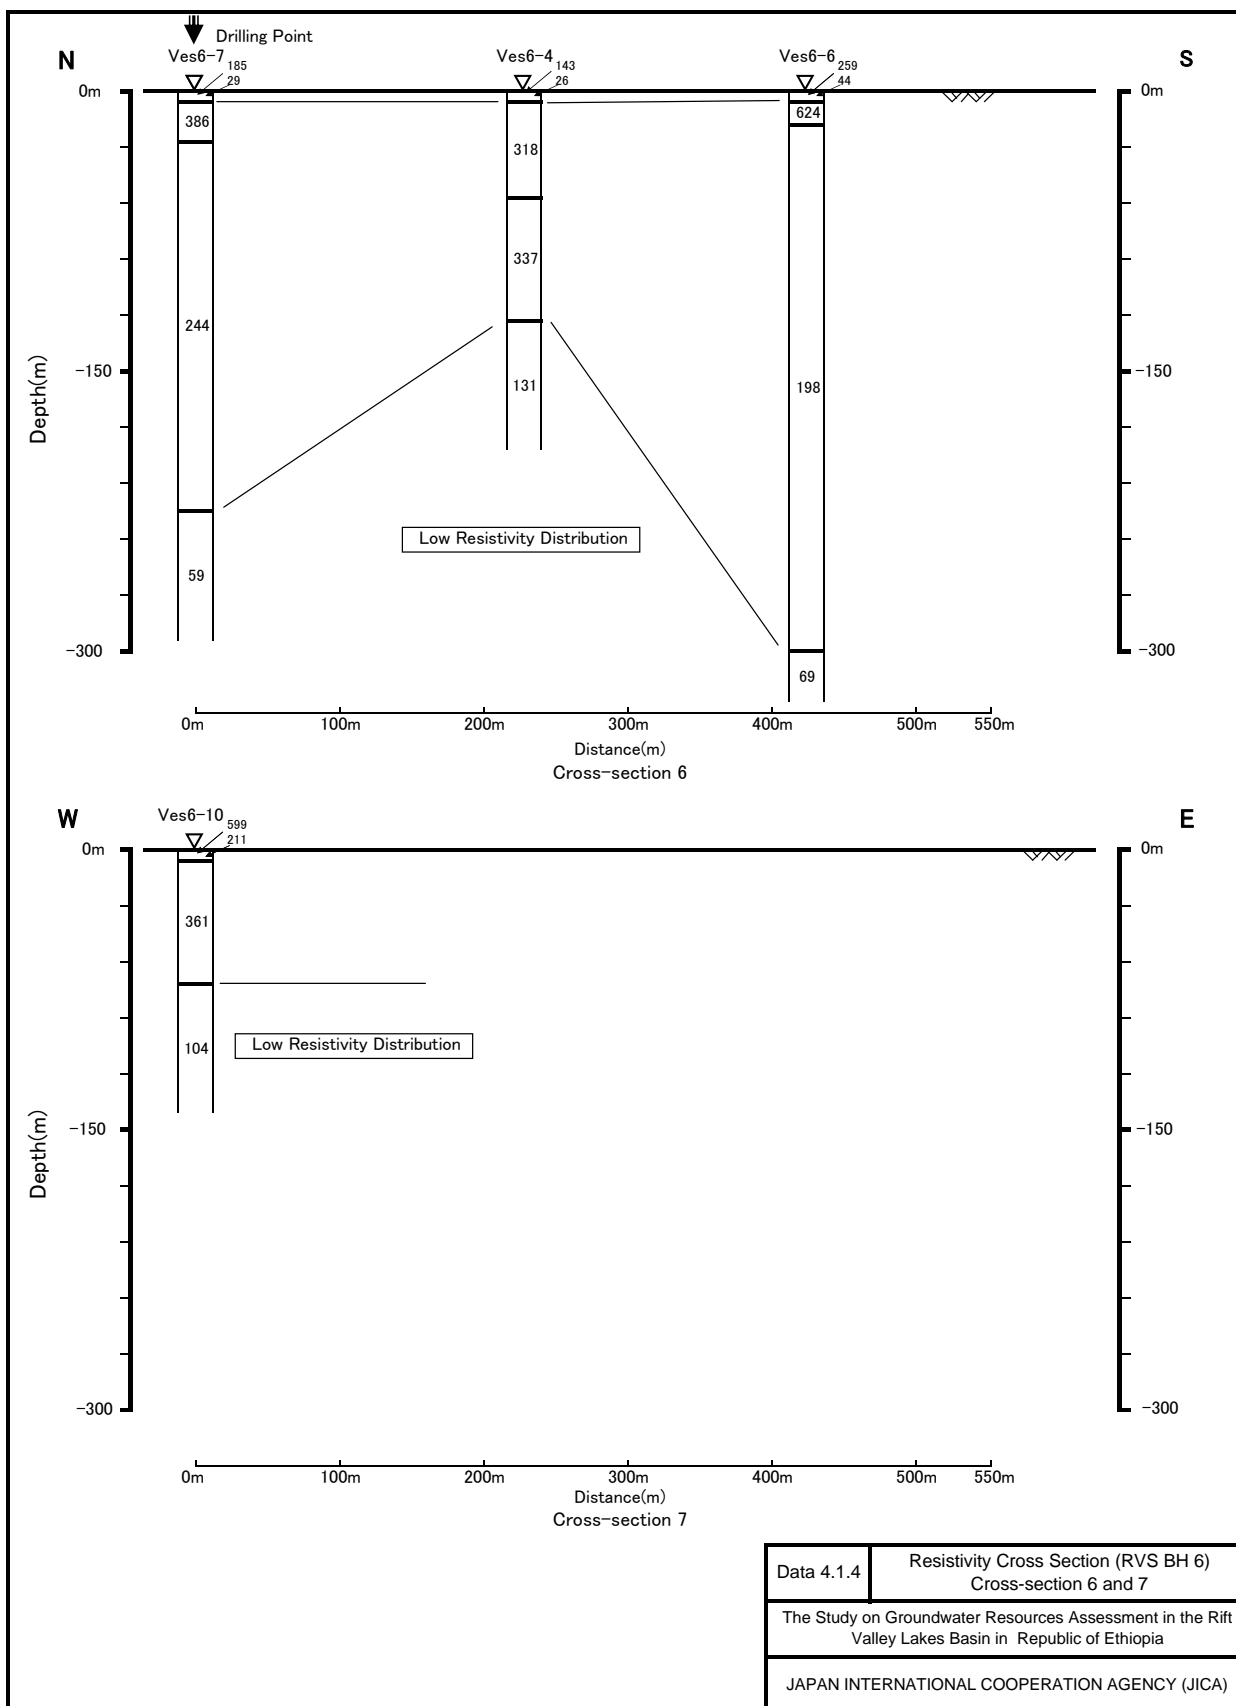 Drilling Point
N
Ves6-7
185
29
Ves6-4
143
26
Ves6-6
259
44
S
0m
0m
386
318
624
337
244
-150
-150
131
198
Depth(m)
Low Resistivity Distribution
59
-300
-300
69
0m
100m
200m
300m
400m
500m
550m
Distance(m)
Cross-section 6
W
Ves6-10
599
211
E
0m
0m
361
104
Low Resistivity Distribution
-150
-150
Depth(m)
-300
-300
0m
100m
200m
300m
400m
500m
550m
Distance(m)
Cross-section 7
Data 4.1.4
Resistivity Cross Section (RVS BH 6)
Cross-section 6 and 7
The Study on Groundwater Resources Assessment in the Rift
Valley Lakes Basin in Republic of Ethiopia
JAPAN INTERNATIONAL COOPERATION AGENCY (JICA)